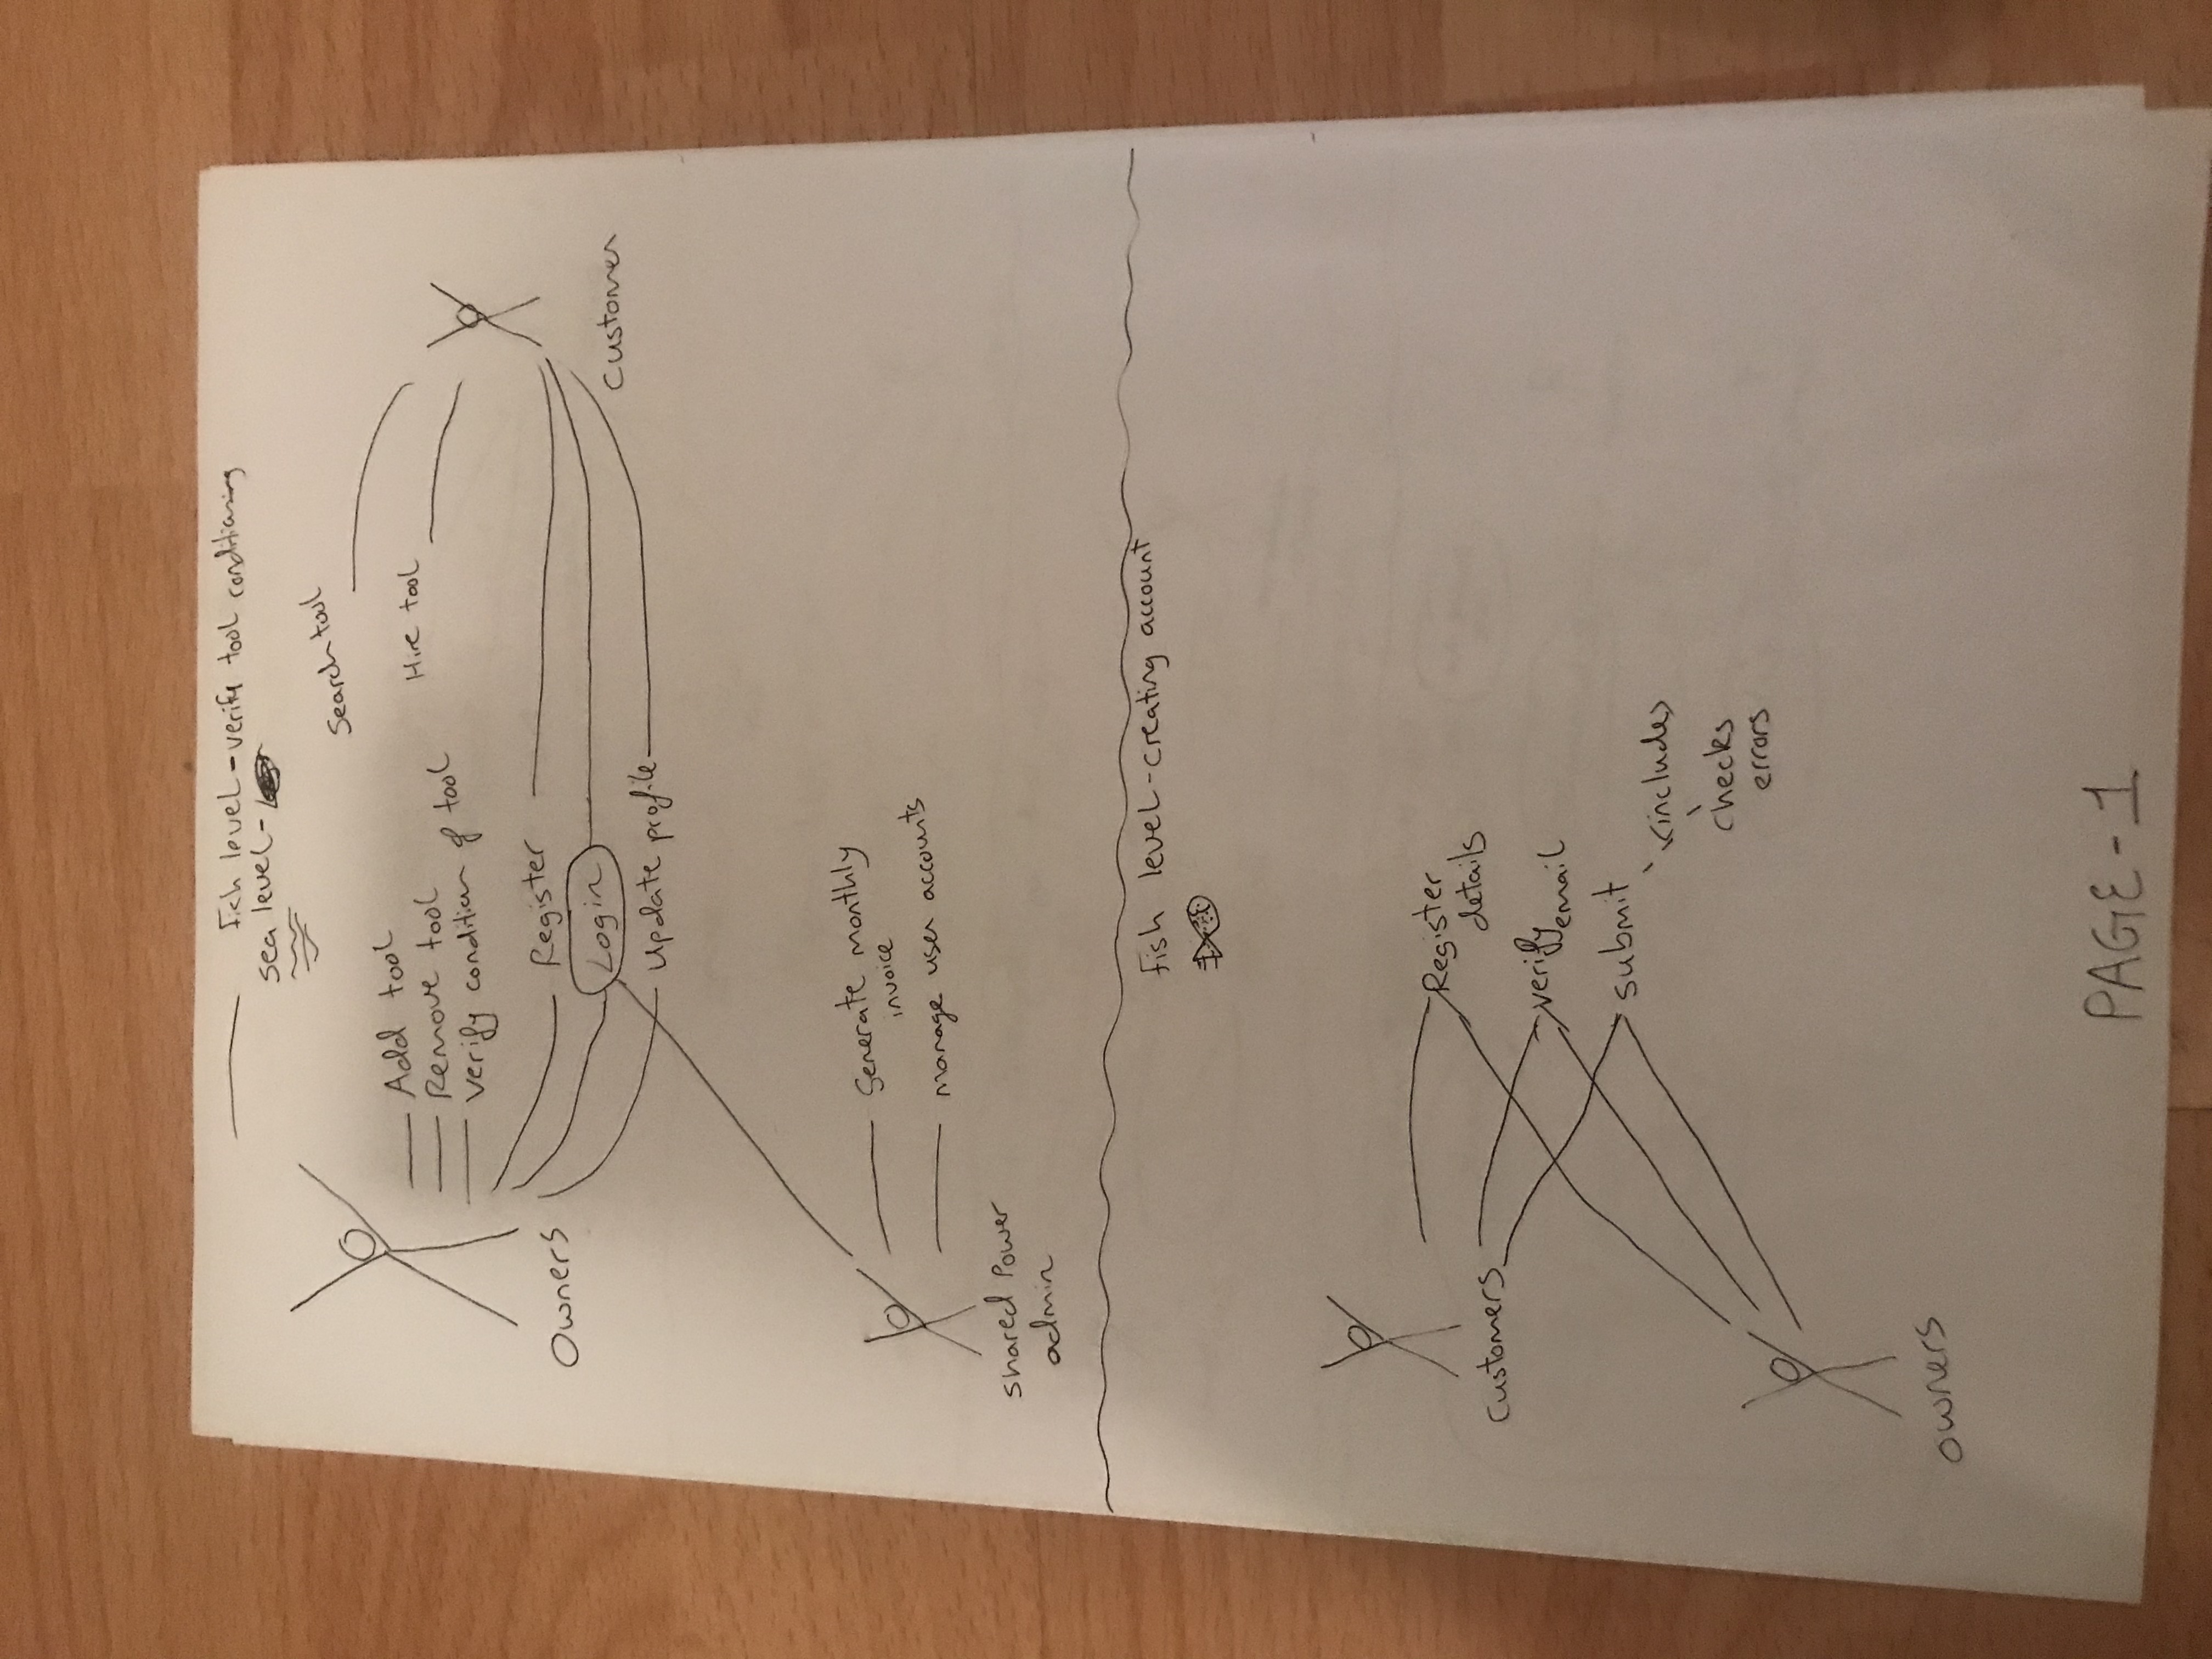 Fish level - verify tool conditioning
Sea level -
Search tool
Add tool
Hire tool
Remove tool
Verify condition of tool
Register
Owners
Login
Customer
Update profile
Generate monthly
invoice
manage user accounts
Shared Power
admin
Fish level - creating account
Register
details
Customers
verify
email
submit
<includes>
Checks
errors
owners
PAGE - 1